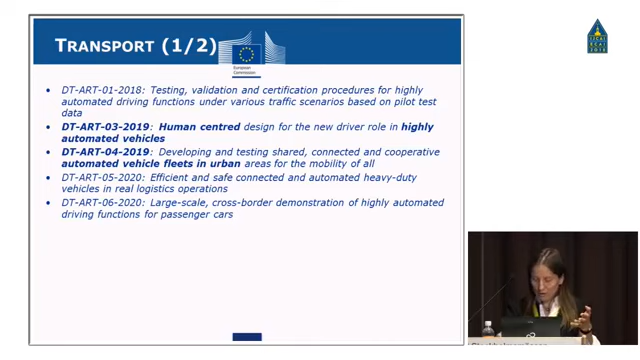 TRANSPORT (1/2)
European
Commission
• DT-ART-01-2018: Testing, validation and certification procedures for highly
automated driving functions under various traffic scenarios based on pilot test
data
• DT-ART-03-2019: Human centred design for the new driver role in highly
automated vehicles
• DT-ART-04-2019: Developing and testing shared, connected and cooperative
automated vehicle fleets in urban areas for the mobility of all
• DT-ART-05-2020: Efficient and safe connected and automated heavy-duty
vehicles in real logistics operations
• DT-ART-06-2020: Large-scale, cross-border demonstration of highly automated
driving functions for passenger cars
IJCAI
ECAI
2018